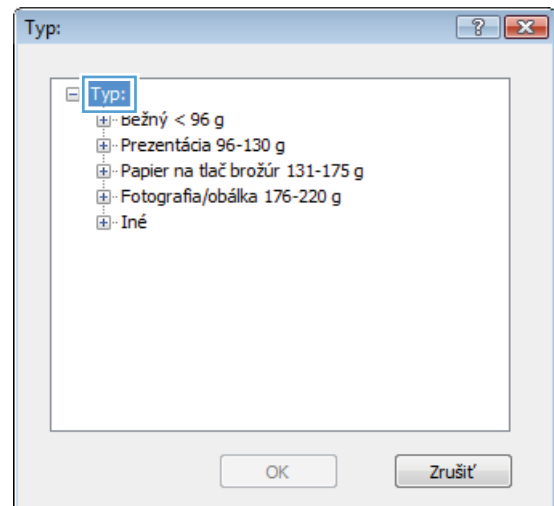 Typ:
Typ:
Bežný < 96 g
Prezentácia 96-130 g
Papier na tlač brožúr 131-175 g
Fotografia/obálka 176-220 g
Iné
OK
Zrušiť